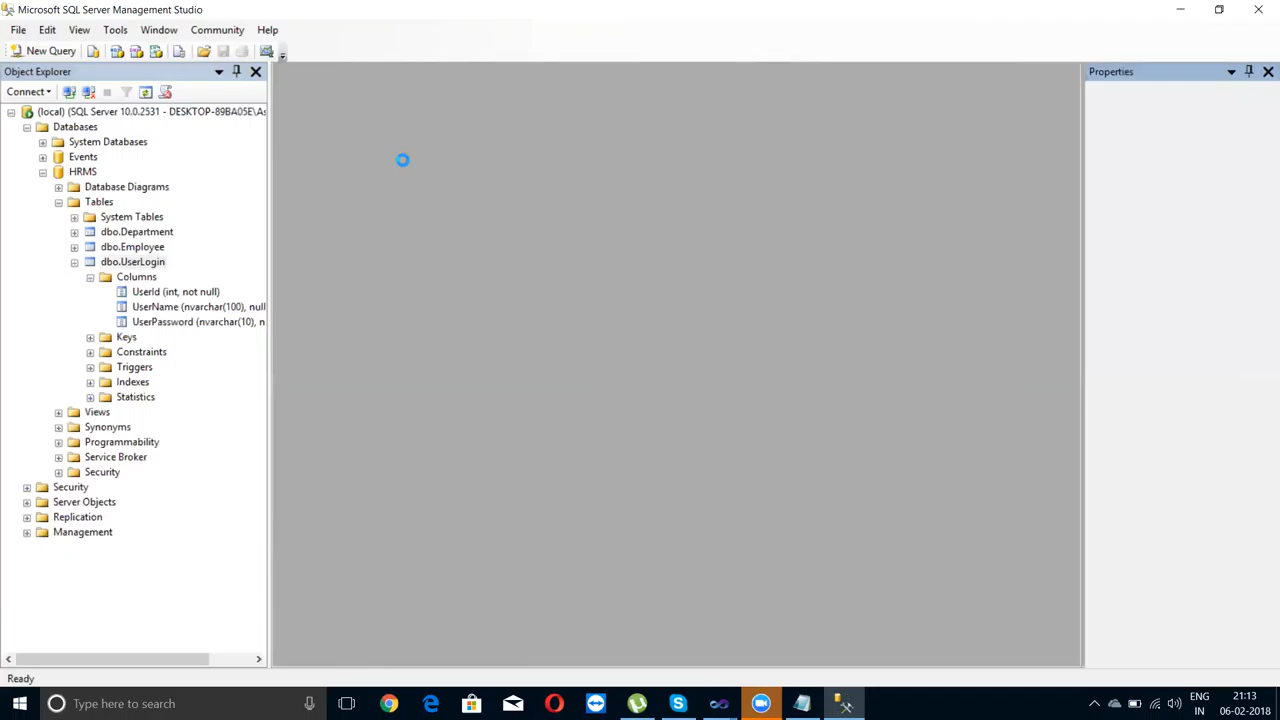 Microsoft SQL Server Management Studio
File Edit View Tools Window Community Help
New Query
Object Explorer
Properties
Connect
(local) (SQL Server 10.0.2531 - DESKTOP-89BA05E\As
Databases
System Databases
Events
HRMS
Database Diagrams
Tables
System Tables
dbo.Department
dbo.Employee
dbo.UserLogin
Columns
UserId (int, not null)
UserName (nvarchar(100), null
UserPassword (nvarchar(10), n
Keys
Constraints
Triggers
Indexes
Statistics
Views
Synonyms
Programmability
Service Broker
Security
Security
Server Objects
Replication
Management
Ready
Type here to search
ENG 21:13
IN 06-02-2018